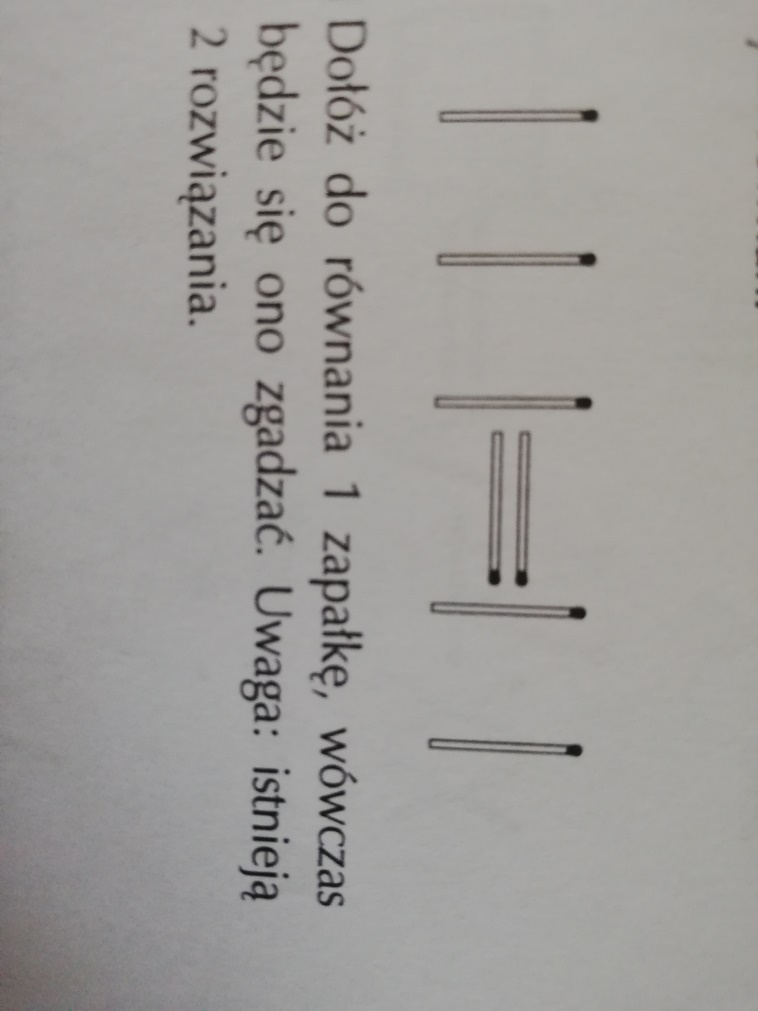 Dołóż do równania 1 zapałkę, wówczas
będzie się ono zgadzać. Uwaga: istnieją
2 rozwiązania.